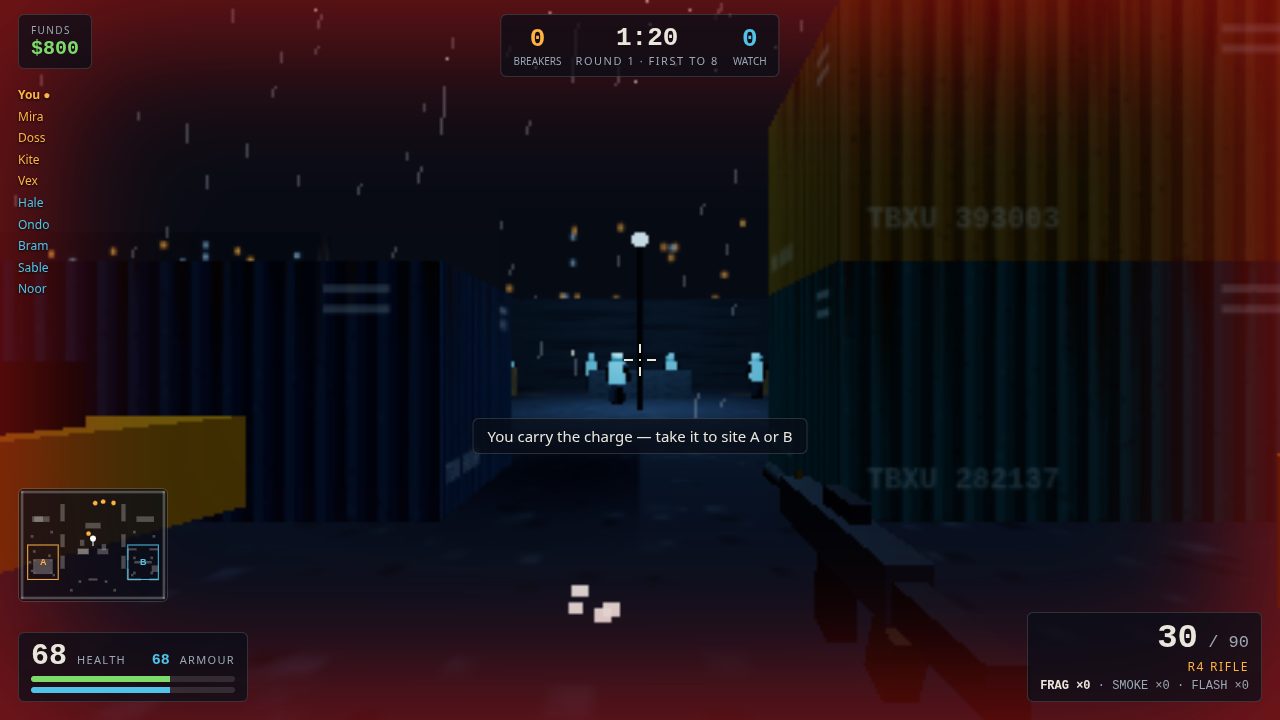 FUNDS
$800
0 1:20 0
BREAKERS ROUND 1 · FIRST TO 8 WATCH
You •
Mira
Doss
Kite
Vex
Hale
Ondo
Bram
Sable
Noor
TBXU 393003
You carry the charge — take it to site A or B
TBXU 282137
A B
68 HEALTH 68 ARMOUR
30 / 90
R4 RIFLE
FRAG ×0 · SMOKE ×0 · FLASH ×0